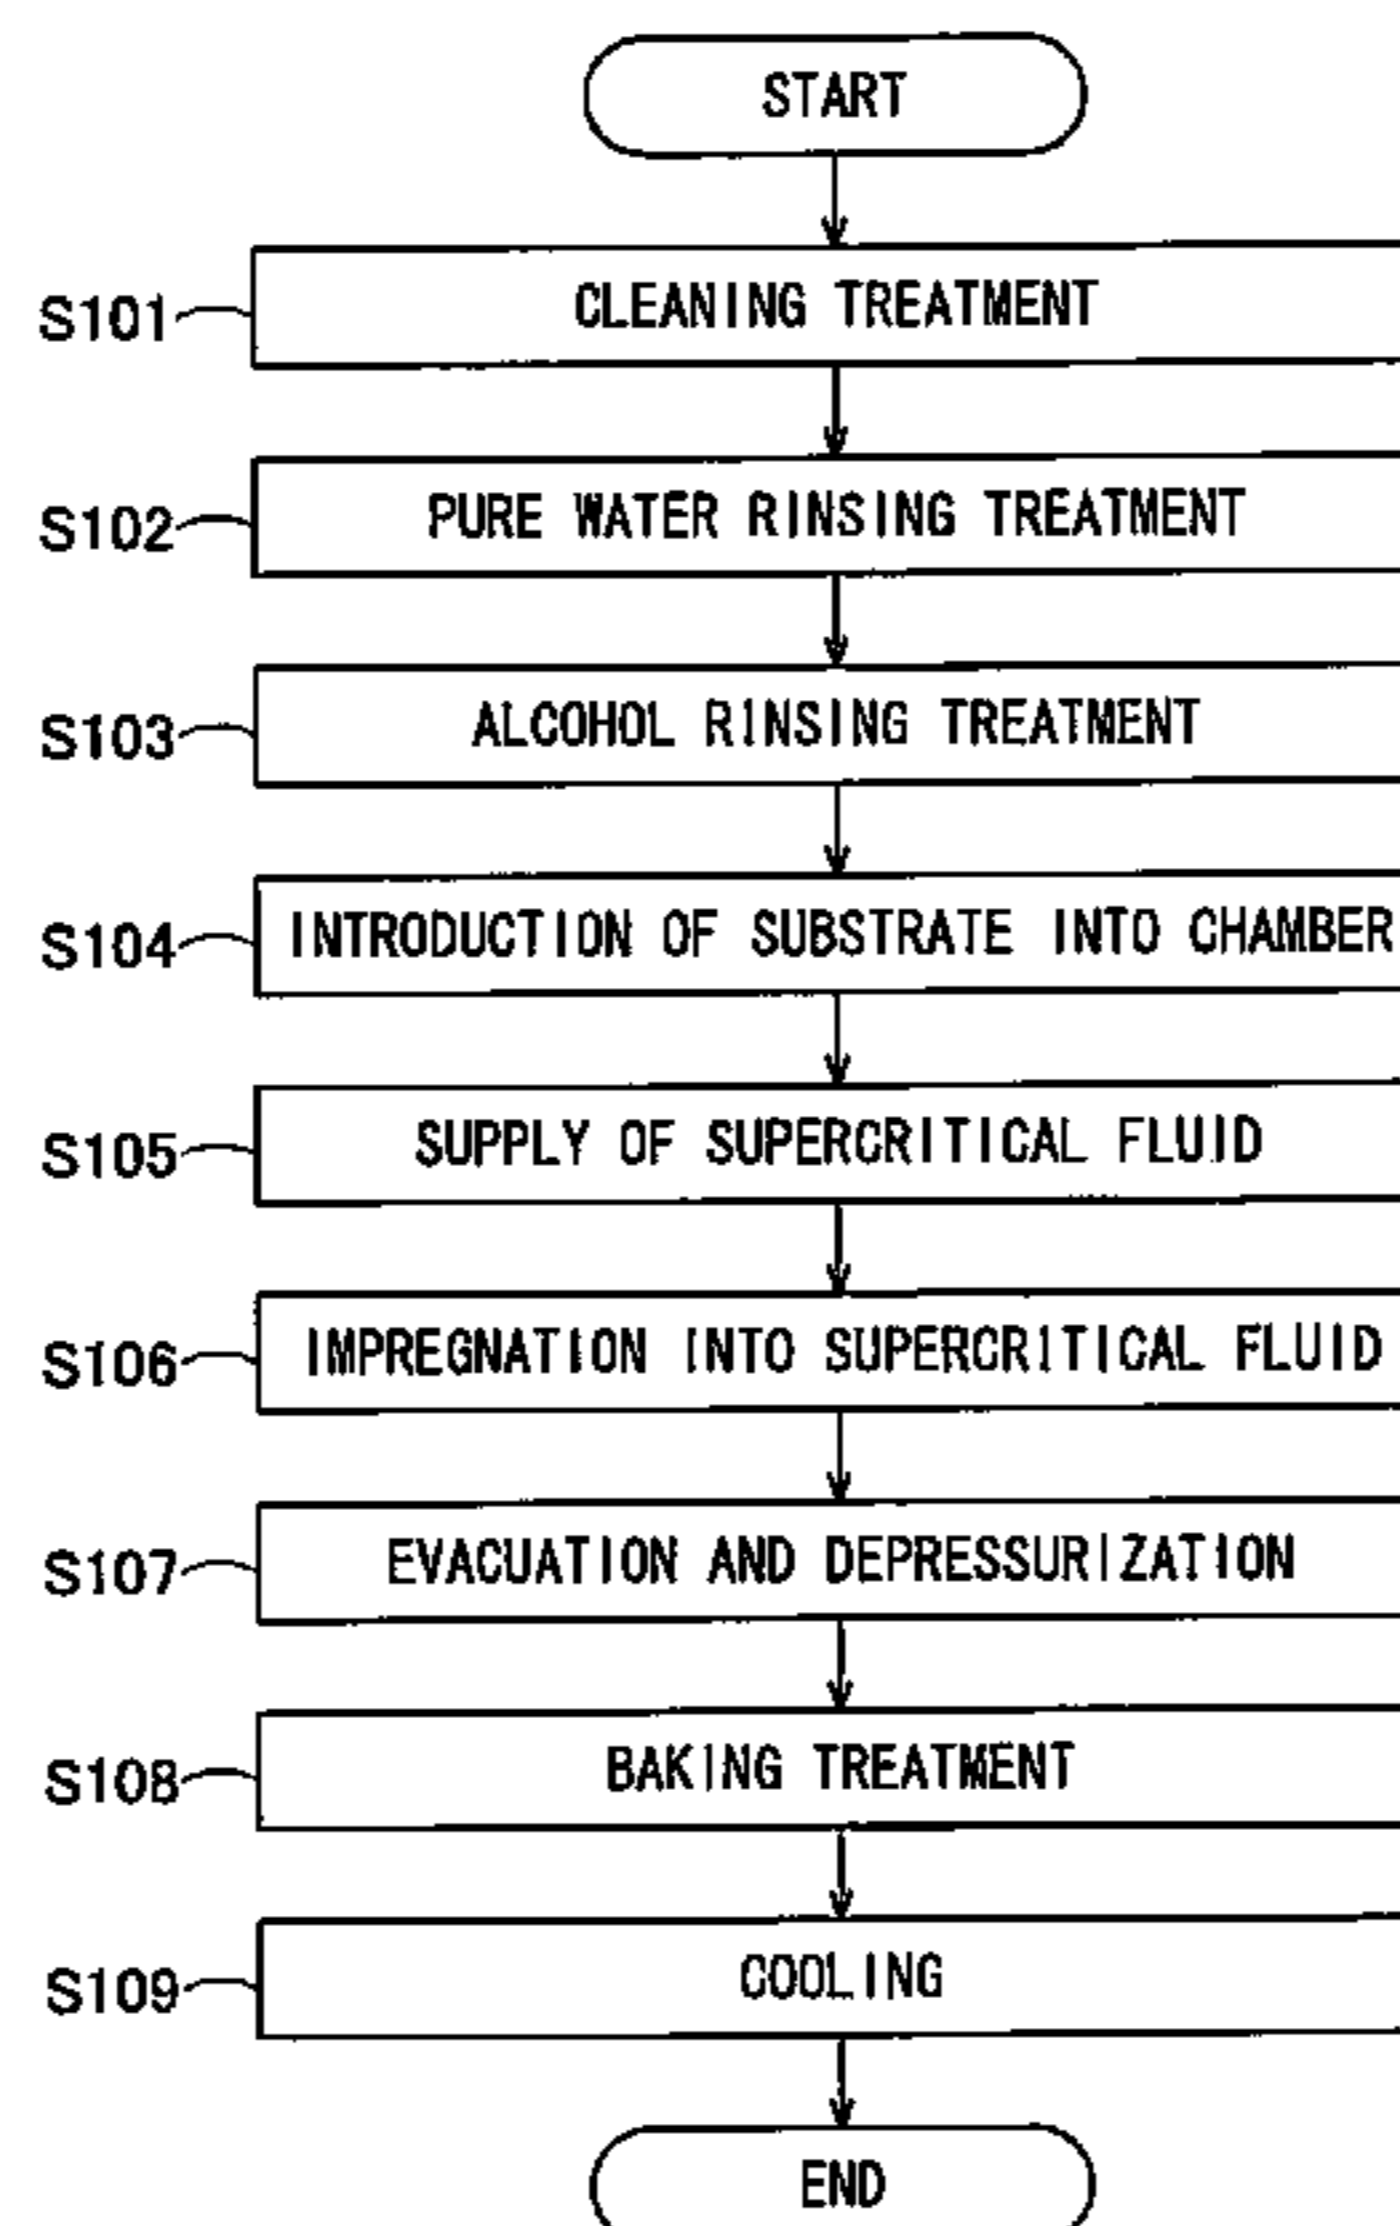 START
S101 CLEANING TREATMENT
S102 PURE WATER RINSING TREATMENT
S103 ALCOHOL RINSING TREATMENT
S104 INTRODUCTION OF SUBSTRATE INTO CHAMBER
S105 SUPPLY OF SUPERCRITICAL FLUID
S106 IMPREGNATION INTO SUPERCRITICAL FLUID
S107 EVACUATION AND DEPRESSURIZATION
S108 BAKING TREATMENT
S109 COOLING
END